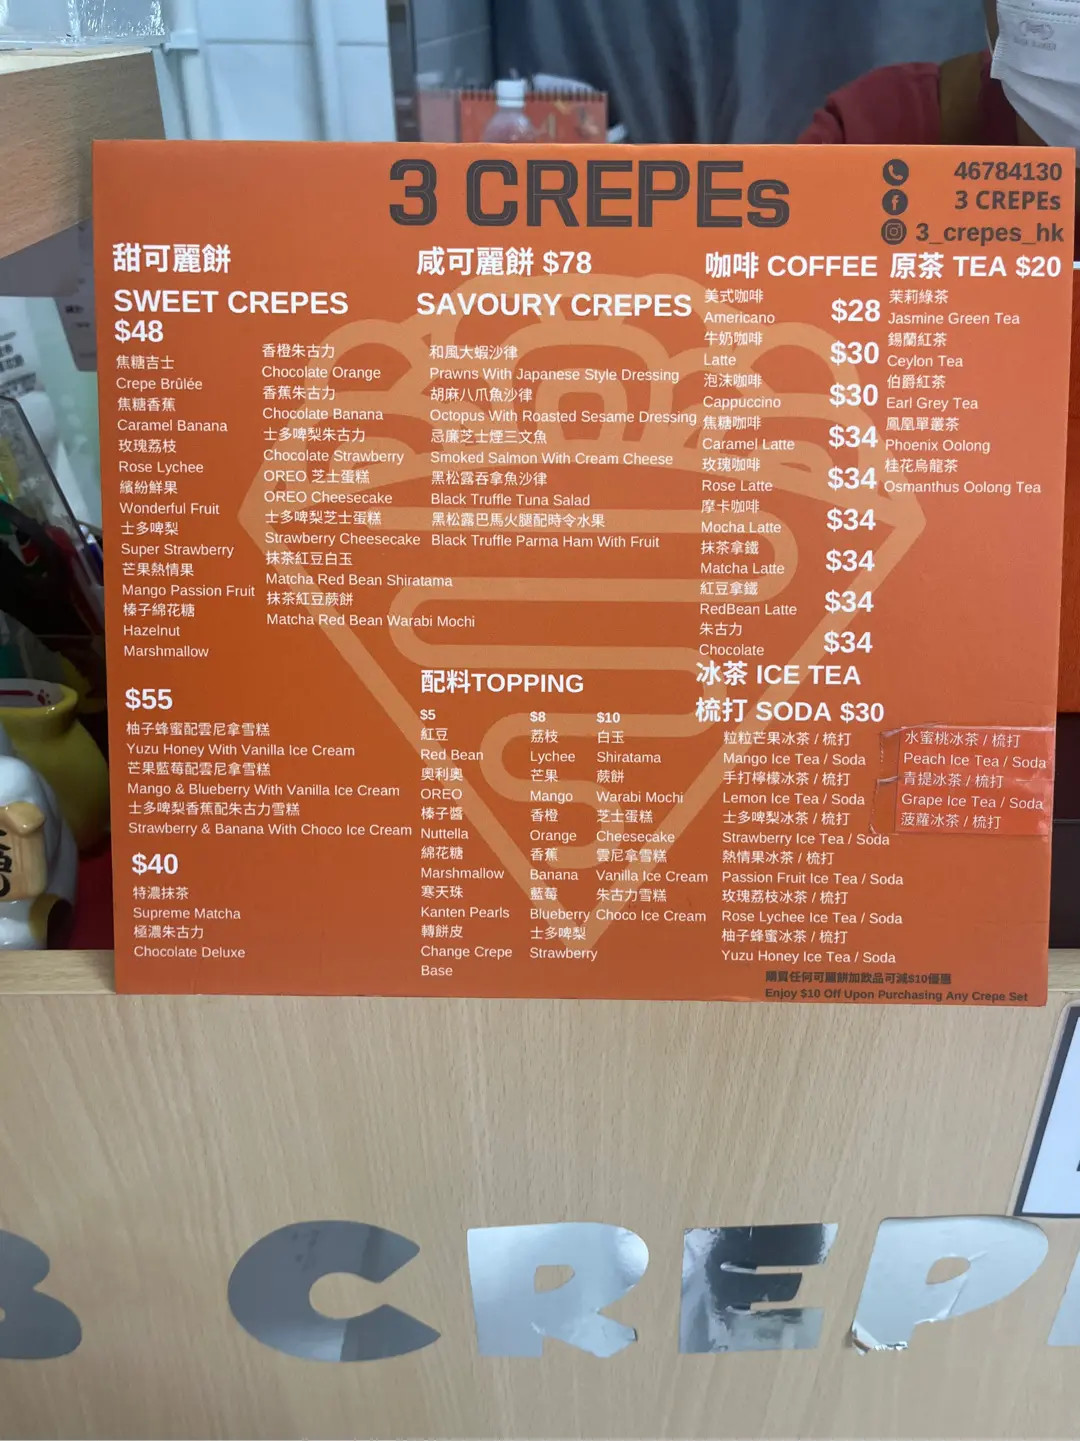 3 CREPEs
46784130
3 CREPEs
3_crepes_hk
甜可麗餅
SWEET CREPES
$48
焦糖吉士
Crepe Brûlée
焦糖香蕉
Caramel Banana
玫瑰荔枝
Rose Lychee
繽紛鮮果
Wonderful Fruit
士多啤梨
Super Strawberry
芒果熱情果
Mango Passion Fruit
榛子綿花糖
Hazelnut
Marshmallow
香橙朱古力
Chocolate Orange
香蕉朱古力
Chocolate Banana
士多啤梨朱古力
Chocolate Strawberry
OREO 芝士蛋糕
OREO Cheesecake
士多啤梨芝士蛋糕
Strawberry Cheesecake
抹茶紅豆白玉
Matcha Red Bean Shiratama
抹茶紅豆蕨餅
Matcha Red Bean Warabi Mochi
$55
柚子蜂蜜配雲尼拿雪糕
Yuzu Honey With Vanilla Ice Cream
芒果藍莓配雲尼拿雪糕
Mango & Blueberry With Vanilla Ice Cream
士多啤梨香蕉配朱古力雪糕
Strawberry & Banana With Choco Ice Cream
$40
特濃抹茶
Supreme Matcha
極濃朱古力
Chocolate Deluxe
咸可麗餅 $78
SAVOURY CREPES
和風大蝦沙律
Prawns With Japanese Style Dressing
胡麻八爪魚沙律
Octopus With Roasted Sesame Dressing
忌廉芝士煙三文魚
Smoked Salmon With Cream Cheese
黑松露吞拿魚沙律
Black Truffle Tuna Salad
黑松露巴馬火腿配時令水果
Black Truffle Parma Ham With Fruit
配料TOPPING
$5
紅豆
Red Bean
奧利奧
OREO
榛子醬
Nuttella
綿花糖
Marshmallow
寒天珠
Kanten Pearls
轉餅皮
Change Crepe
Base
$8
荔枝
Lychee
芒果
Mango
香橙
Orange
香蕉
Banana
藍莓
Blueberry
士多啤梨
Strawberry
$10
白玉
Shiratama
蕨餅
Warabi Mochi
芝士蛋糕
Cheesecake
雲尼拿雪糕
Vanilla Ice Cream
朱古力雪糕
Choco Ice Cream
咖啡 COFFEE
美式咖啡
Americano $28
牛奶咖啡
Latte $30
泡沫咖啡
Cappuccino $30
焦糖咖啡
Caramel Latte $34
玫瑰咖啡
Rose Latte $34
摩卡咖啡
Mocha Latte $34
抹茶拿鐵
Matcha Latte $34
紅豆拿鐵
RedBean Latte $34
朱古力
Chocolate $34
原茶 TEA $20
茉莉綠茶
Jasmine Green Tea
錫蘭紅茶
Ceylon Tea
伯爵紅茶
Earl Grey Tea
鳳凰單叢茶
Phoenix Oolong
桂花烏龍茶
Osmanthus Oolong Tea
冰茶 ICE TEA
梳打 SODA $30
粒粒芒果冰茶 / 梳打
Mango Ice Tea / Soda
手打檸檬冰茶 / 梳打
Lemon Ice Tea / Soda
士多啤梨冰茶 / 梳打
Strawberry Ice Tea / Soda
熱情果冰茶 / 梳打
Passion Fruit Ice Tea / Soda
玫瑰荔枝冰茶 / 梳打
Rose Lychee Ice Tea / Soda
柚子蜂蜜冰茶 / 梳打
Yuzu Honey Ice Tea / Soda
水蜜桃冰茶 / 梳打
Peach Ice Tea / Soda
青提冰茶 / 梳打
Grape Ice Tea / Soda
菠蘿冰茶 / 梳打
購買任何可麗餅加飲品可減$10優惠
Enjoy $10 Off Upon Purchasing Any Crepe Set
3 CREP